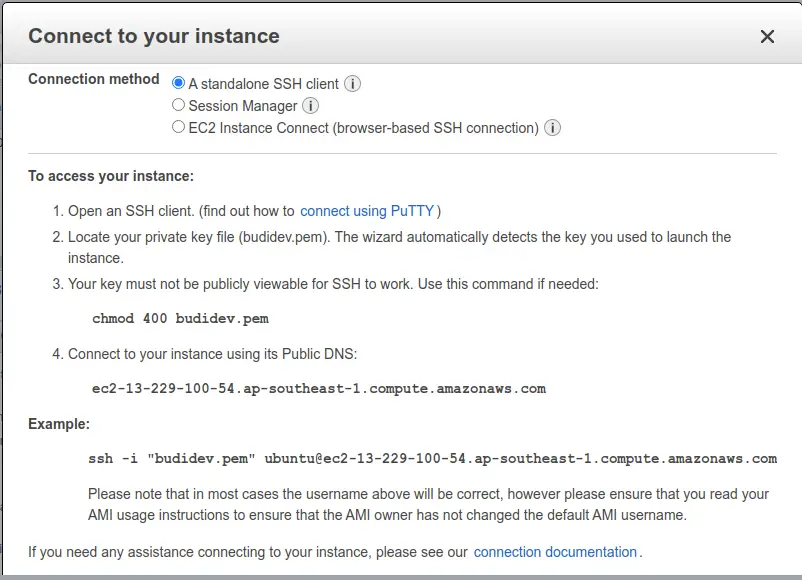 Connect to your instance
Connection method
A standalone SSH client
Session Manager
EC2 Instance Connect (browser-based SSH connection)
To access your instance:
1. Open an SSH client. (find out how to connect using PuTTY )
2. Locate your private key file (budidev.pem). The wizard automatically detects the key you used to launch the
instance.
3. Your key must not be publicly viewable for SSH to work. Use this command if needed:
chmod 400 budidev.pem
4. Connect to your instance using its Public DNS:
ec2-13-229-100-54.ap-southeast-1.compute.amazonaws.com
Example:
ssh -i "budidev.pem" ubuntu@ec2-13-229-100-54.ap-southeast-1.compute.amazonaws.com
Please note that in most cases the username above will be correct, however please ensure that you read your
AMI usage instructions to ensure that the AMI owner has not changed the default AMI username.
If you need any assistance connecting to your instance, please see our connection documentation .